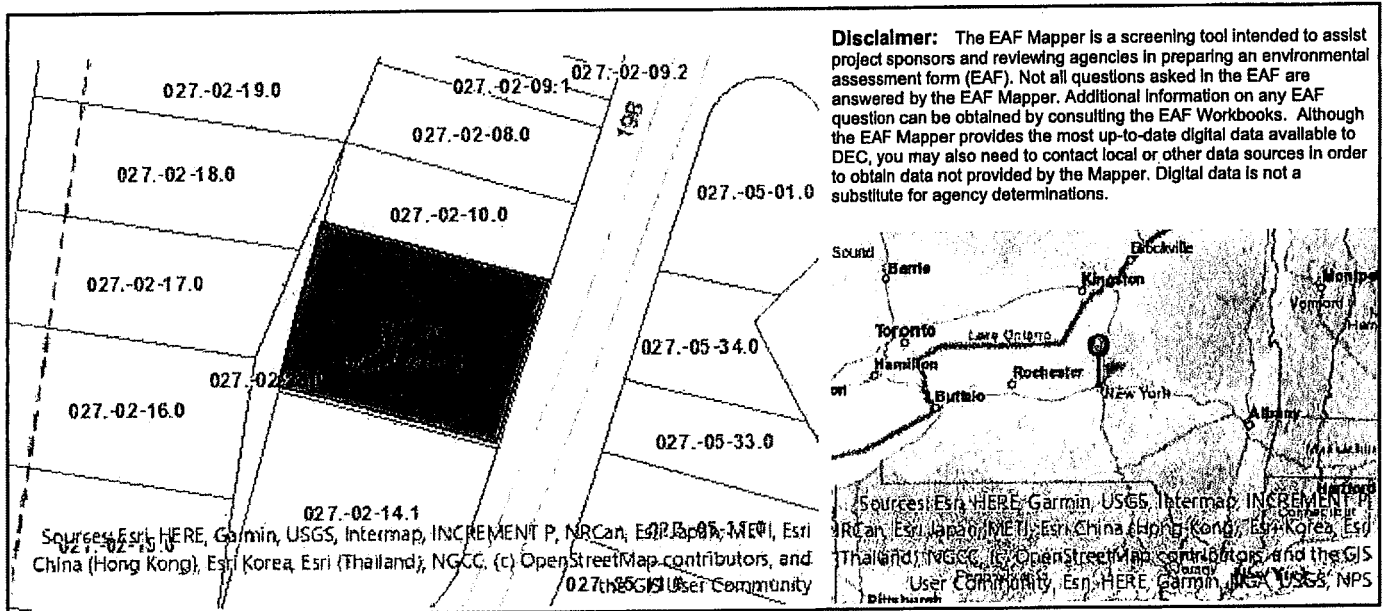 Disclaimer: The EAF Mapper is a screening tool intended to assist
project sponsors and reviewing agencies in preparing an environmental
assessment form (EAF). Not all questions asked in the EAF are
answered by the EAF Mapper. Additional information on any EAF
question can be obtained by consulting the EAF Workbooks. Although
the EAF Mapper provides the most up-to-date digital data available to
DEC, you may also need to contact local or other data sources in order
to obtain data not provided by the Mapper. Digital data is not a
substitute for agency determinations.
027.-02-19.0
027.-02-09.1
027.-02-09.2
198
027.-02-08.0
027.-02-18.0
027.-05-01.0
027.-02-10.0
027.-02-17.0
027.-05-34.0
027.-02
027.-02-16.0
027.-05-33.0
027.-02-14.1
Sources: Esri, HERE, Garmin, USGS, Intermap, INCREMENT P, NRCan, Esri Japan, METI, Esri
China (Hong Kong), Esri Korea, Esri (Thailand), NGCC, (c) OpenStreetMap contributors, and
the GIS User Community
Sound
Barrie
Brockville
Kingston
Toronto
Lake Ontario
Hamilton
Rochester
Buffalo
New York
Albany
Sources: Esri, HERE, Garmin, USGS, Intermap, INCREMENT P,
NRCan, Esri Japan, METI, Esri China (Hong Kong), Esri Korea, Esri
(Thailand), NGCC, (c) OpenStreetMap contributors, and the GIS
User Community, Esri, HERE, Garmin, USGS, NPS